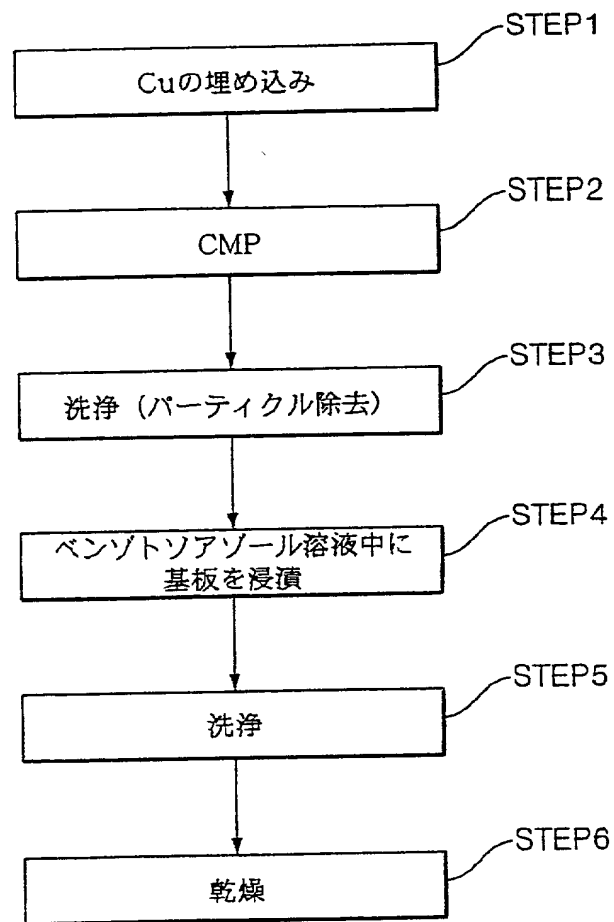 STEP1
Cuの埋め込み
STEP2
CMP
STEP3
洗浄（パーティクル除去）
STEP4
ベンゾトソアゾール溶液中に
基板を浸漬
STEP5
洗浄
STEP6
乾燥